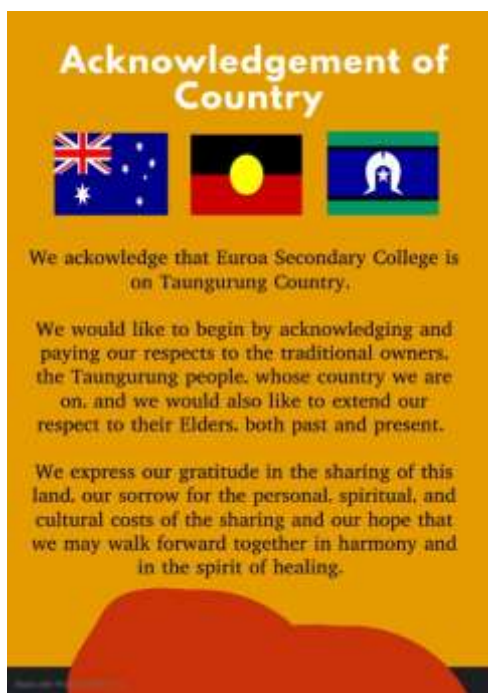 Acknowledgement of
Country
We ackowledge that Euroa Secondary College is
on Taungurung Country.
We would like to begin by acknowledging and
paying our respects to the traditional owners,
the Taungurung people, whose country we are
on, and we would also like to extend our
respect to their Elders, both past and present.
We express our gratitude in the sharing of this
land, our sorrow for the personal, spiritual, and
cultural costs of the sharing and our hope that
we may walk forward together in harmony and
in the spirit of healing.